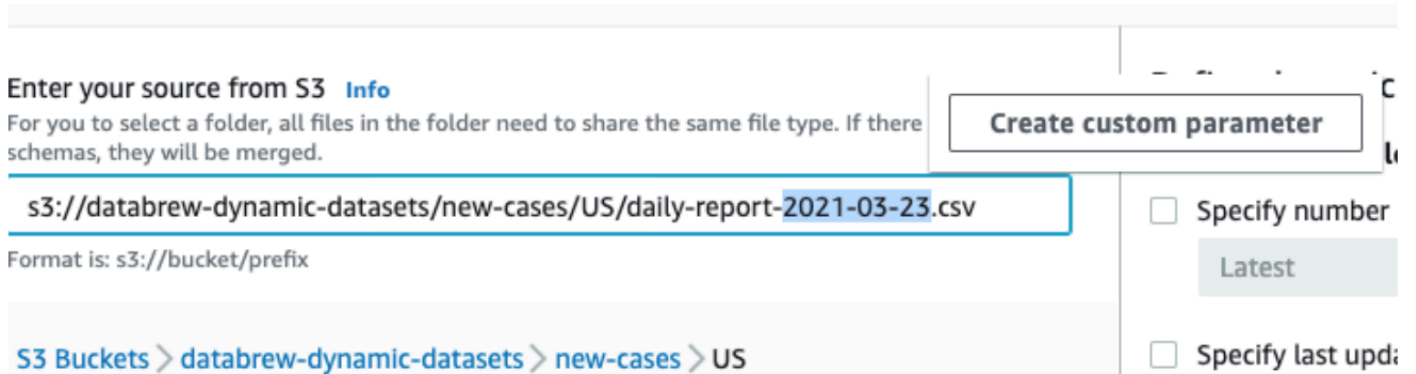 Enter your source from S3 Info
For you to select a folder, all files in the folder need to share the same file type. If there
schemas, they will be merged.
s3://databrew-dynamic-datasets/new-cases/US/daily-report-2021-03-23.csv
Format is: s3://bucket/prefix
S3 Buckets > databrew-dynamic-datasets > new-cases > US
Create custom parameter
Specify number
Latest
Specify last upda